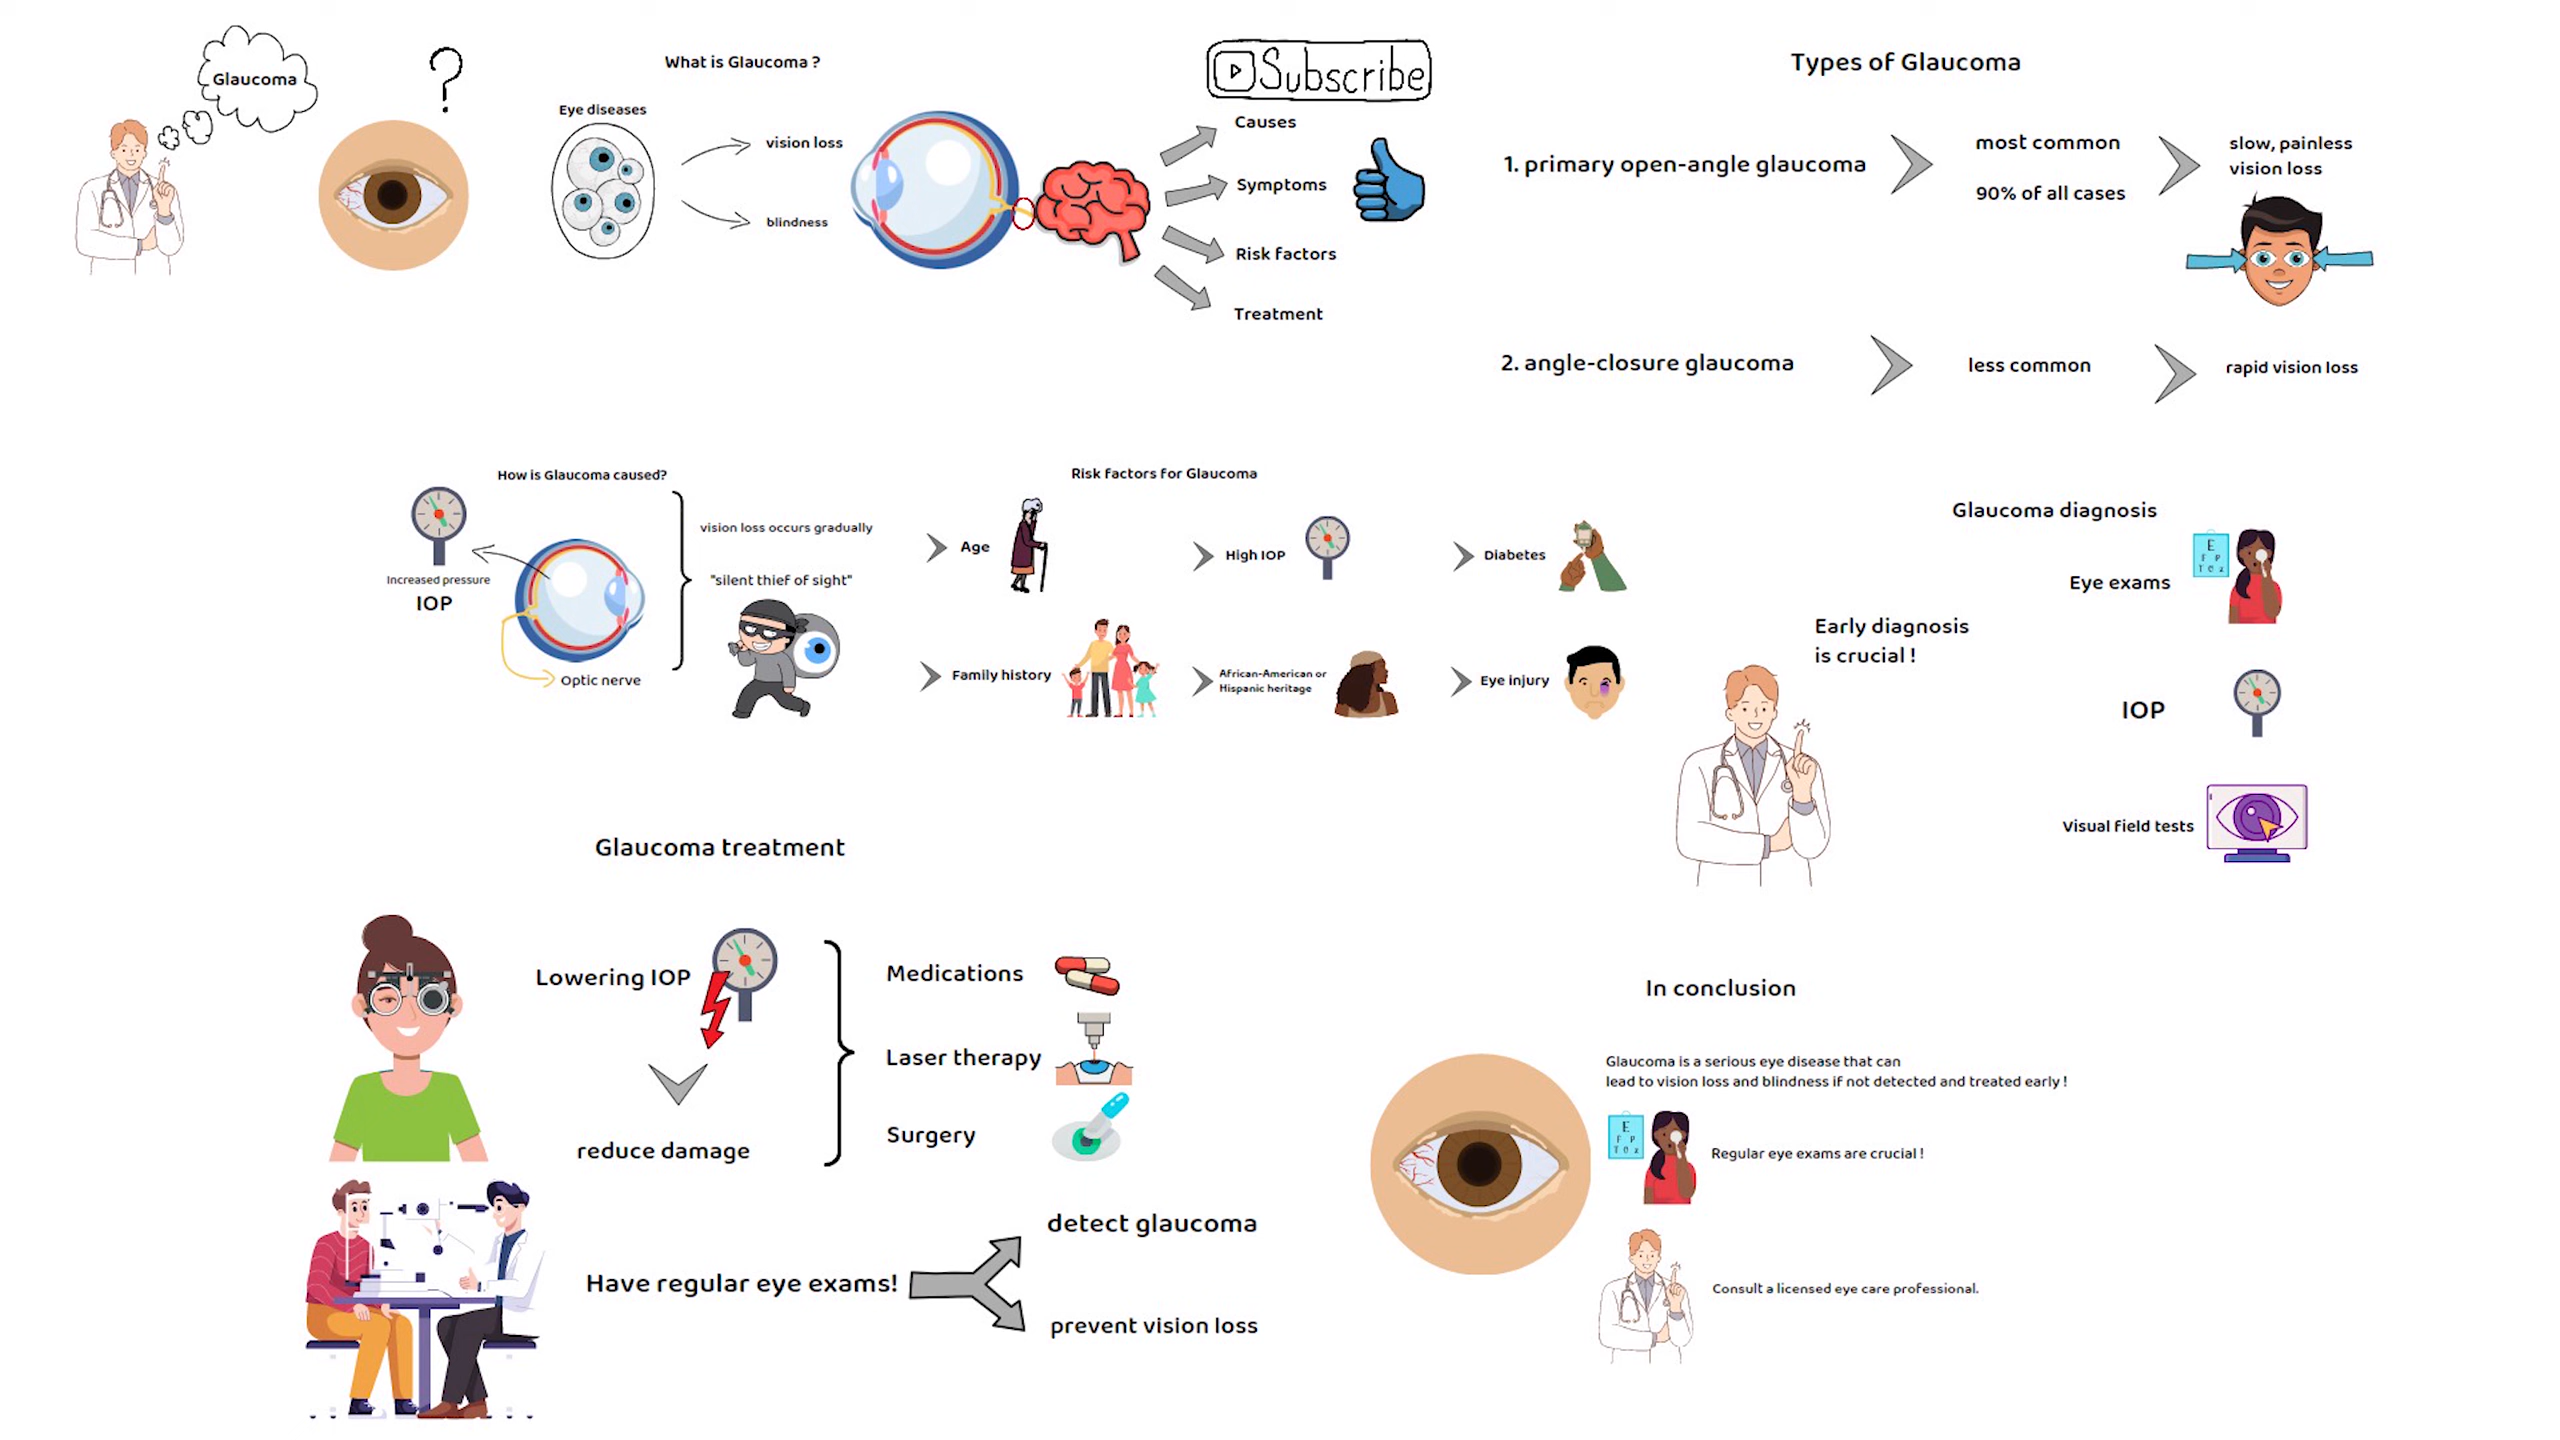 Glaucoma
?
What is Glaucoma ?
Eye diseases
vision loss
blindness
Subscribe
Causes
Symptoms
Risk factors
Treatment
Types of Glaucoma
1. primary open-angle glaucoma
most common
90% of all cases
slow, painless
vision loss
2. angle-closure glaucoma
less common
rapid vision loss
How is Glaucoma caused?
Increased pressure
IOP
Optic nerve
vision loss occurs gradually
"silent thief of sight"
Risk factors for Glaucoma
Age
High IOP
Diabetes
Family history
African-American or
Hispanic heritage
Eye injury
Early diagnosis
is crucial !
Glaucoma diagnosis
Eye exams
E
F P
T O z
IOP
Visual field tests
Glaucoma treatment
Lowering IOP
reduce damage
Medications
Laser therapy
Surgery
Have regular eye exams!
detect glaucoma
prevent vision loss
In conclusion
Glaucoma is a serious eye disease that can
lead to vision loss and blindness if not detected and treated early !
E
F P
T O z
Regular eye exams are crucial !
Consult a licensed eye care professional.